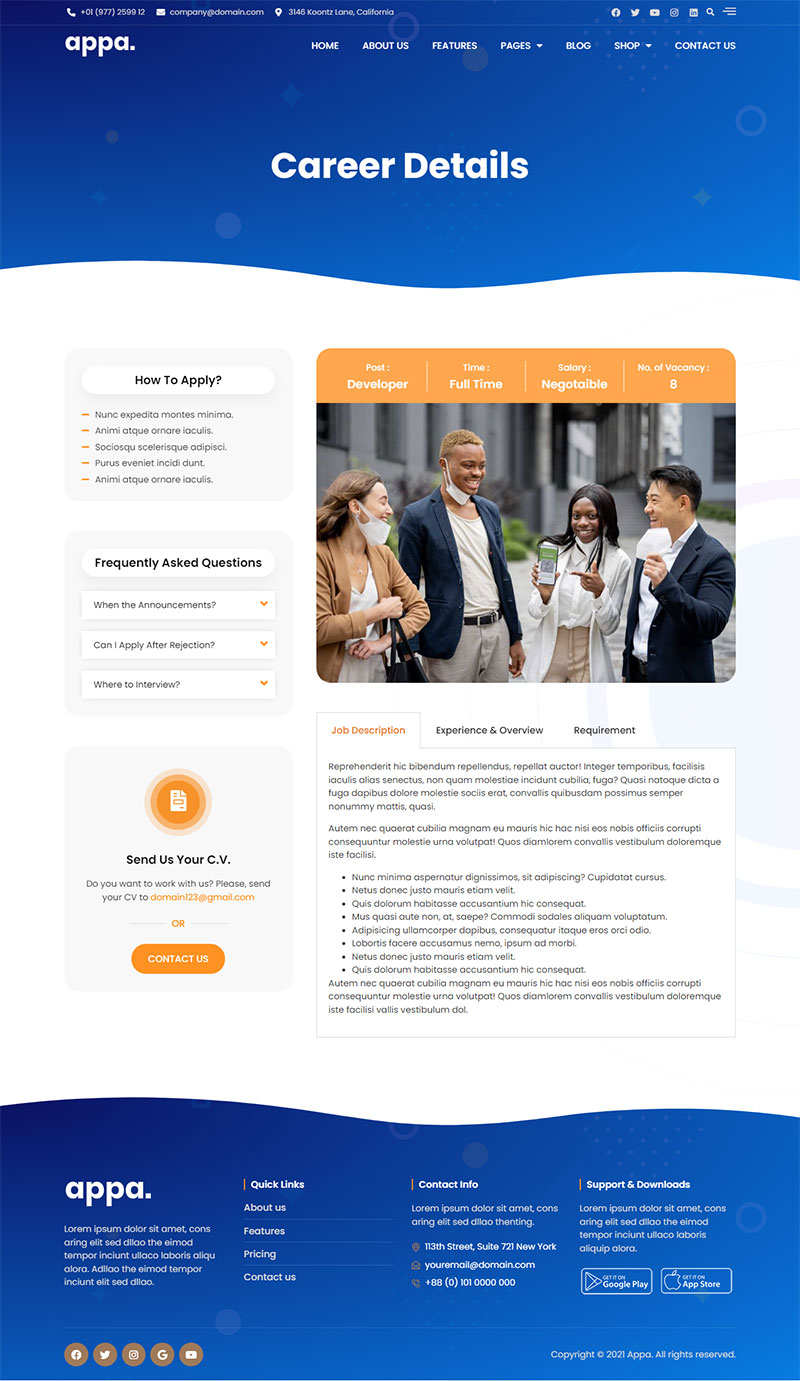 +01 (977) 2599 12 company@domain.com 3146 Koontz Lane, California
appa.
HOME ABOUT US FEATURES PAGES BLOG SHOP CONTACT US
Career Details
How To Apply?
Nunc expedita montes minima.
Animi atque ornare iaculis.
Sociosqu scelerisque adipisci.
Purus eveniet incidi dunt.
Animi atque ornare iaculis.
Frequently Asked Questions
When the Announcements?
Can I Apply After Rejection?
Where to Interview?
Send Us Your C.V.
Do you want to work with us? Please, send
your CV to domain123@gmail.com
OR
CONTACT US
Post : Time : Salary : No. of Vacancy :
Developer Full Time Negotaible 8
Job Description Experience & Overview Requirement
Reprehenderit hic bibendum repellendus, repellat auctor! Integer temporibus, facilisis
iaculis alias senectus, non quam molestiae incidunt cubilia, fuga? Quasi natoque dicta a
fuga dapibus dolore molestie sociis erat, convallis quibusdam possimus semper
nonummy mattis, quasi.
Autem nec quaerat cubilia magnam eu mauris hic hac nisi eos nobis officiis corrupti
consequuntur molestie urna volutpat! Quos diamlorem convallis vestibulum doloremque
iste facilisi.
Nunc minima aspernatur dignissimos, sit adipiscing? Cupidatat cursus.
Netus donec justo mauris etiam velit.
Quis dolorum habitasse accusantium hic consequat.
Mus quasi aute non, at, saepe? Commodi sodales aliquam voluptatum.
Adipisicing ullamcorper dapibus, consequatur itaque eros orci odio.
Lobortis facere accusamus nemo, ipsum ad morbi.
Netus donec justo mauris etiam velit.
Quis dolorum habitasse accusantium hic consequat.
Autem nec quaerat cubilia magnam eu mauris hic hac nisi eos nobis officiis corrupti
consequuntur molestie urna volutpat! Quos diamlorem convallis vestibulum doloremque
iste facilisi vallis vestibulum dol.
appa.
Lorem ipsum dolor sit amet, cons
aring elit sed dllao the eimod
tempor inciunt ullaco laboris aliqu
alora. Adllao the eimod tempor
inciunt elit sed dllao.
Quick Links
About us
Features
Pricing
Contact us
Contact Info
Lorem ipsum dolor sit amet, cons
aring elit sed dllao thenting.
113th Street, Suite 721 New York
youremail@domain.com
+88 (0) 101 0000 000
Support & Downloads
Lorem ipsum dolor sit amet, cons
aring elit sed dllao the eimod
tempor inciunt ullaco laboris
aliquip alora.
GET IT ON
Google Play
GET IT ON
App Store
Copyright © 2021 Appa. All rights reserved.